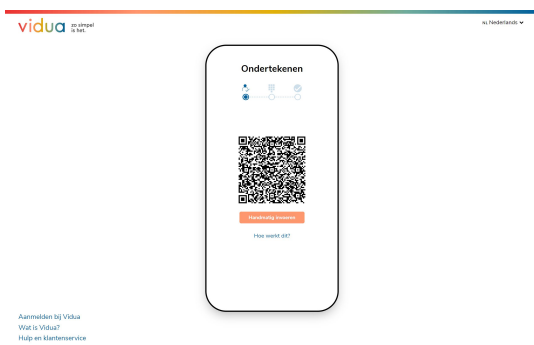 vidua zo simpel
is het.
NL Nederlands
Ondertekenen
Handmatig invoeren
Hoe werkt dit?
Aanmelden bij Vidua
Wat is Vidua?
Hulp en klantenservice